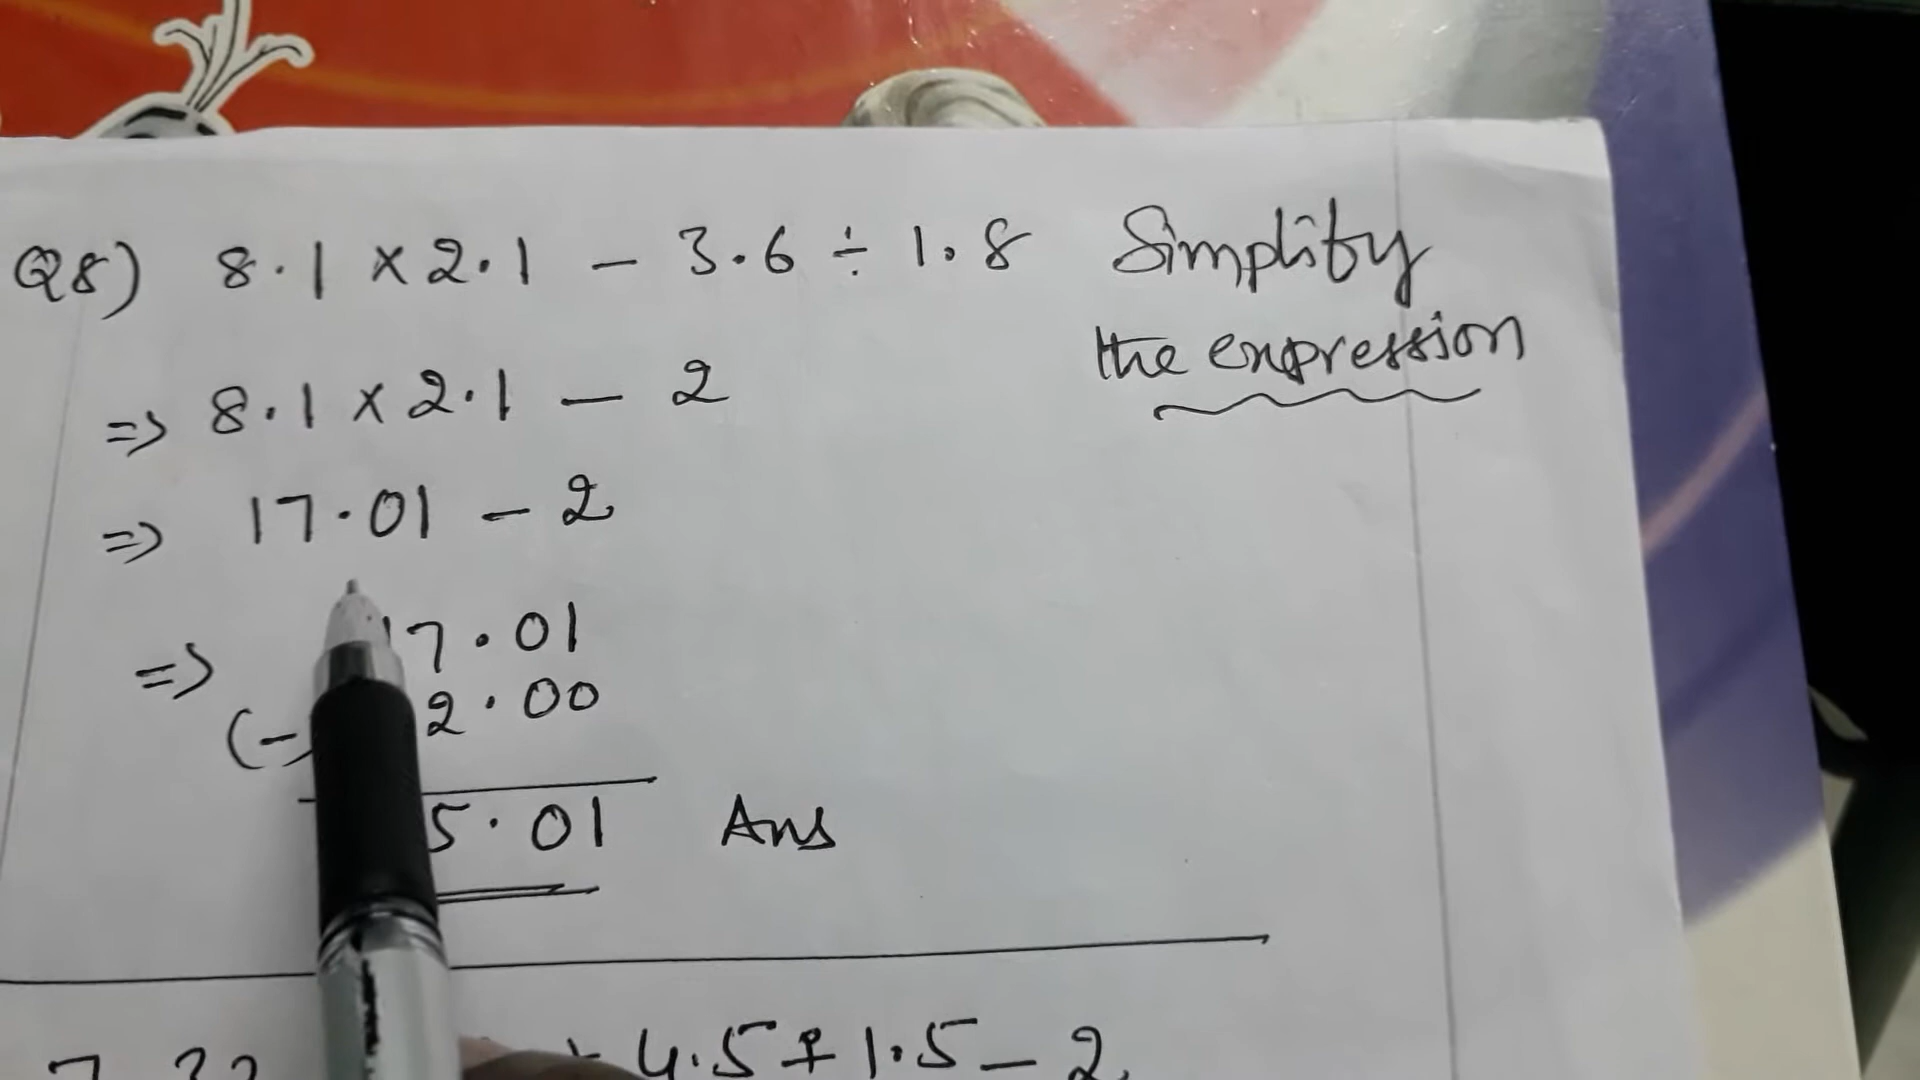 Q8) 8.1 × 2.1 - 3.6 ÷ 1.8 Simplify
the expression
=> 8.1 × 2.1 - 2
=> 17.01 - 2
=> 17.01
(-) 2.00
5.01 Ans
4.5 + 1.5 - 2